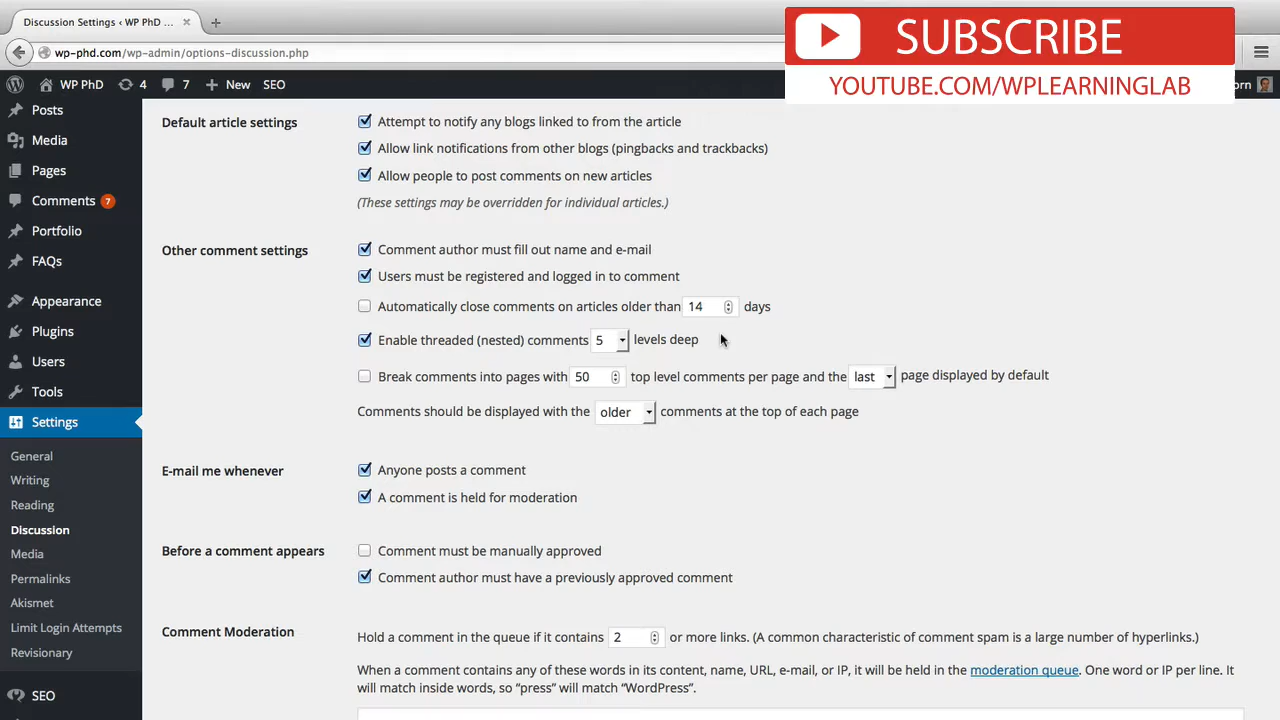 Discussion Settings ‹ WP PhD ...
SUBSCRIBE
YOUTUBE.COM/WPLEARNINGLAB
wp-phd.com/wp-admin/options-discussion.php
WP PhD 4 7 New SEO
orn
Posts
Media
Pages
Comments 7
Portfolio
FAQs
Appearance
Plugins
Users
Tools
Settings
General
Writing
Reading
Discussion
Media
Permalinks
Akismet
Limit Login Attempts
Revisionary
SEO
Default article settings
Attempt to notify any blogs linked to from the article
Allow link notifications from other blogs (pingbacks and trackbacks)
Allow people to post comments on new articles
(These settings may be overridden for individual articles.)
Other comment settings
Comment author must fill out name and e-mail
Users must be registered and logged in to comment
Automatically close comments on articles older than 14 days
Enable threaded (nested) comments 5 levels deep
Break comments into pages with 50 top level comments per page and the last page displayed by default
Comments should be displayed with the older comments at the top of each page
E-mail me whenever
Anyone posts a comment
A comment is held for moderation
Before a comment appears
Comment must be manually approved
Comment author must have a previously approved comment
Comment Moderation
Hold a comment in the queue if it contains 2 or more links. (A common characteristic of comment spam is a large number of hyperlinks.)
When a comment contains any of these words in its content, name, URL, e-mail, or IP, it will be held in the moderation queue. One word or IP per line. It
will match inside words, so “press” will match “WordPress”.